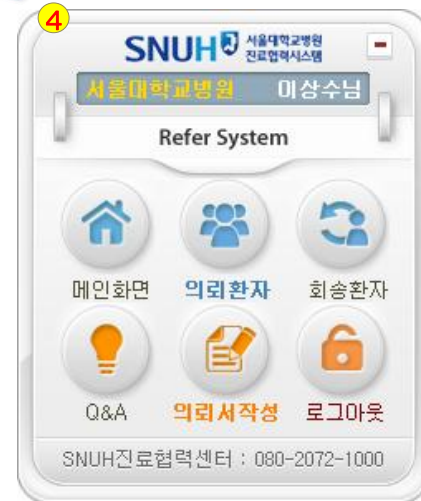 ④
SNUH 서울대학교병원
진료협력시스템
서울대학교병원 이상수님
Refer System
메인화면 의뢰환자 회송환자
Q&A 의뢰서작성 로그아웃
SNUH진료협력센터 : 080-2072-1000